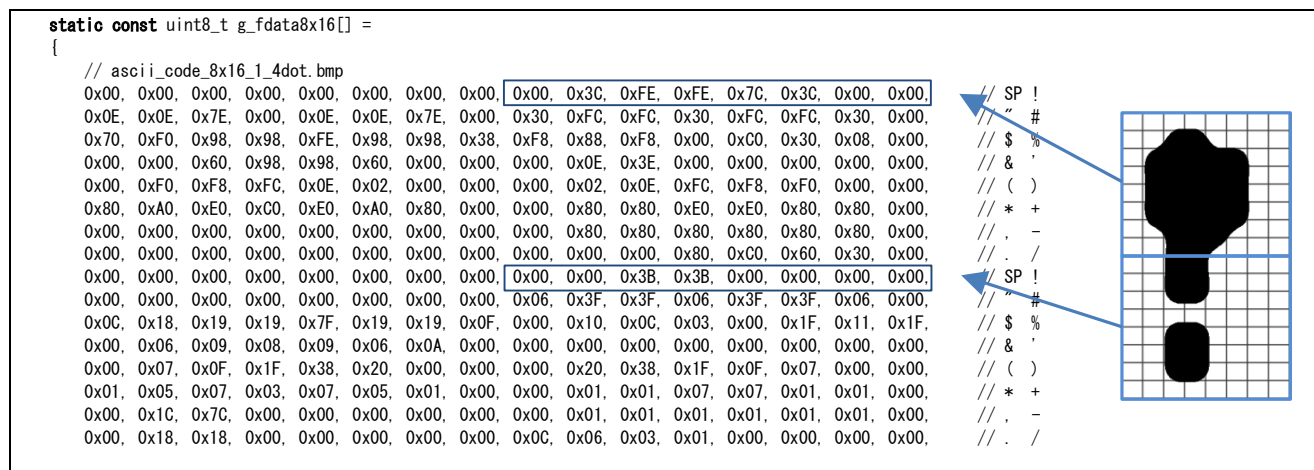 static const uint8_t g_fdata8x16[] =
{
// ascii_code_8x16_1_4dot.bmp
0x00, 0x00, 0x00, 0x00, 0x00, 0x00, 0x00, 0x00, 0x00, 0x3C, 0xFE, 0xFE, 0x7C, 0x3C, 0x00, 0x00, // SP !
0x0E, 0x0E, 0x7E, 0x00, 0x0E, 0x0E, 0x7E, 0x00, 0x30, 0xFC, 0xFC, 0x30, 0xFC, 0xFC, 0x30, 0x00, // " #
0x70, 0xF0, 0x98, 0x98, 0xFE, 0x98, 0x98, 0x38, 0xF8, 0x88, 0xF8, 0x00, 0xC0, 0x30, 0x08, 0x00, // $ %
0x00, 0x00, 0x60, 0x98, 0x98, 0x60, 0x00, 0x00, 0x00, 0x0E, 0x3E, 0x00, 0x00, 0x00, 0x00, 0x00, // & '
0x00, 0xF0, 0xF8, 0xFC, 0x0E, 0x02, 0x00, 0x00, 0x00, 0x02, 0x0E, 0xFC, 0xF8, 0xF0, 0x00, 0x00, // ( )
0x80, 0xA0, 0xE0, 0xC0, 0xE0, 0xA0, 0x80, 0x00, 0x00, 0x80, 0x80, 0xE0, 0xE0, 0x80, 0x80, 0x00, // * +
0x00, 0x00, 0x00, 0x00, 0x00, 0x00, 0x00, 0x00, 0x00, 0x80, 0x80, 0x80, 0x80, 0x80, 0x80, 0x00, // , -
0x00, 0x00, 0x00, 0x00, 0x00, 0x00, 0x00, 0x00, 0x00, 0x00, 0x00, 0x80, 0xC0, 0x60, 0x30, 0x00, // . /
0x00, 0x00, 0x00, 0x00, 0x00, 0x00, 0x00, 0x00, 0x00, 0x00, 0x3B, 0x3B, 0x00, 0x00, 0x00, 0x00, // SP !
0x00, 0x00, 0x00, 0x00, 0x00, 0x00, 0x00, 0x00, 0x06, 0x3F, 0x3F, 0x06, 0x3F, 0x3F, 0x06, 0x00, // " #
0x0C, 0x18, 0x19, 0x19, 0x7F, 0x19, 0x19, 0x0F, 0x00, 0x10, 0x0C, 0x03, 0x00, 0x1F, 0x11, 0x1F, // $ %
0x00, 0x06, 0x09, 0x08, 0x09, 0x06, 0x0A, 0x00, 0x00, 0x00, 0x00, 0x00, 0x00, 0x00, 0x00, 0x00, // & '
0x00, 0x07, 0x0F, 0x1F, 0x38, 0x20, 0x00, 0x00, 0x00, 0x20, 0x38, 0x1F, 0x0F, 0x07, 0x00, 0x00, // ( )
0x01, 0x05, 0x07, 0x03, 0x07, 0x05, 0x01, 0x00, 0x00, 0x01, 0x01, 0x07, 0x07, 0x01, 0x01, 0x00, // * +
0x00, 0x1C, 0x7C, 0x00, 0x00, 0x00, 0x00, 0x00, 0x00, 0x01, 0x01, 0x01, 0x01, 0x01, 0x01, 0x00, // , -
0x00, 0x18, 0x18, 0x00, 0x00, 0x00, 0x00, 0x00, 0x0C, 0x06, 0x03, 0x01, 0x00, 0x00, 0x00, 0x00, // . /